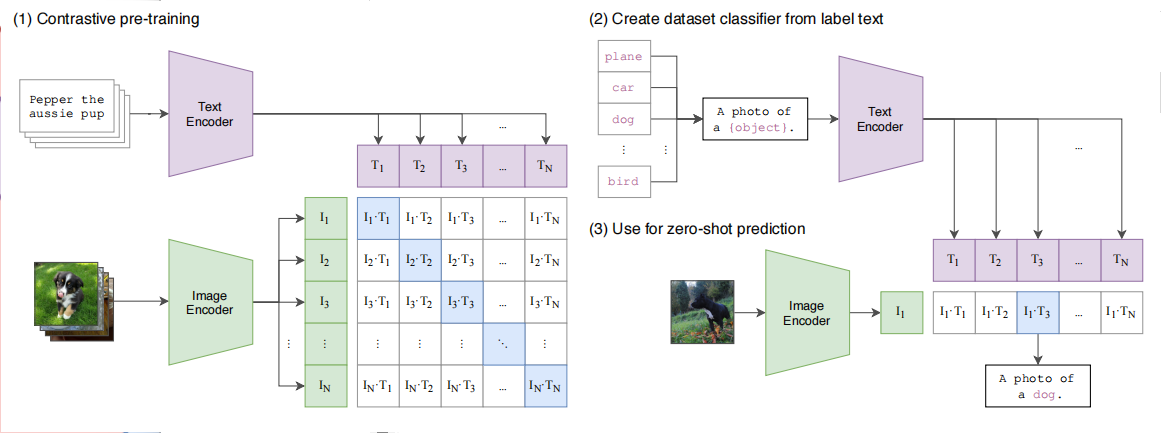 (1) Contrastive pre-training
Pepper the
aussie pup
Text
Encoder
...
T1 T2 T3 ... TN
Image
Encoder
I1 I1·T1 I1·T2 I1·T3 ... I1·TN
I2 I2·T1 I2·T2 I2·T3 ... I2·TN
I3 I3·T1 I3·T2 I3·T3 ... I3·TN
⋮ ⋮ ⋮ ⋮ ⋮ ⋱ ⋮
IN IN·T1 IN·T2 IN·T3 ... IN·TN
(2) Create dataset classifier from label text
plane
car
dog
⋮ ⋮
bird
A photo of
a {object}.
Text
Encoder
...
(3) Use for zero-shot prediction
T1 T2 T3 ... TN
Image
Encoder
I1 I1·T1 I1·T2 I1·T3 ... I1·TN
A photo of
a dog.